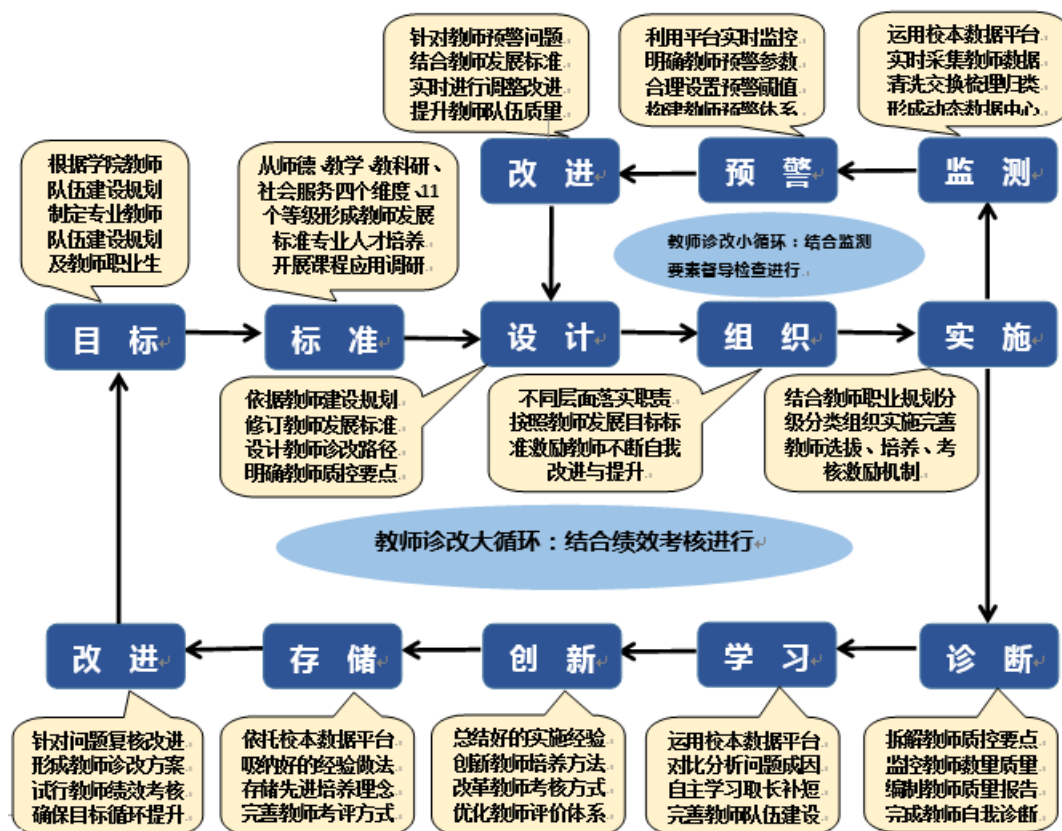 针对教师预警问题
结合教师发展标准
实时进行调整改进
提升教师队伍质量
利用平台实时监控
明确教师预警参数
合理设置预警阈值
构建教师预警体系
运用校本数据平台
实时采集教师数据
清洗交换梳理归类
形成动态数据中心
改 进
预 警
监 测
根据学院教师
队伍建设规划
制定专业教师
队伍建设规划
及教师职业生
从师德、教学、教科研、
社会服务四个维度、11
个等级形成教师发展
标准专业人才培养
开展课程应用调研
教师诊改小循环:结合监测
要素督导检查进行
目 标
标 准
设 计
组 织
实 施
依据教师建设规划
修订教师发展标准
设计教师诊改路径
明确教师质控要点
不同层面落实职责
按照教师发展目标标
准激励教师不断自我
改进与提升
结合教师职业规划分
级分类组织实施完善
教师选拔、培养、考
核激励机制
教师诊改大循环:结合绩效考核进行
改 进
存 储
创 新
学 习
诊 断
针对问题复核改进
形成教师诊改方案
试行教师绩效考核
确保目标循环提升
依托校本数据平台
吸纳好的经验做法
存储先进培养理念
完善教师考评方式
总结好的实施经验
创新教师培养方法
改革教师考核方式
优化教师评价体系
运用校本数据平台
对比分析问题成因
自主学习取长补短
完善教师队伍建设
拆解教师质控要点
监控教师数量质量
编制教师质量报告
完成教师自我诊断